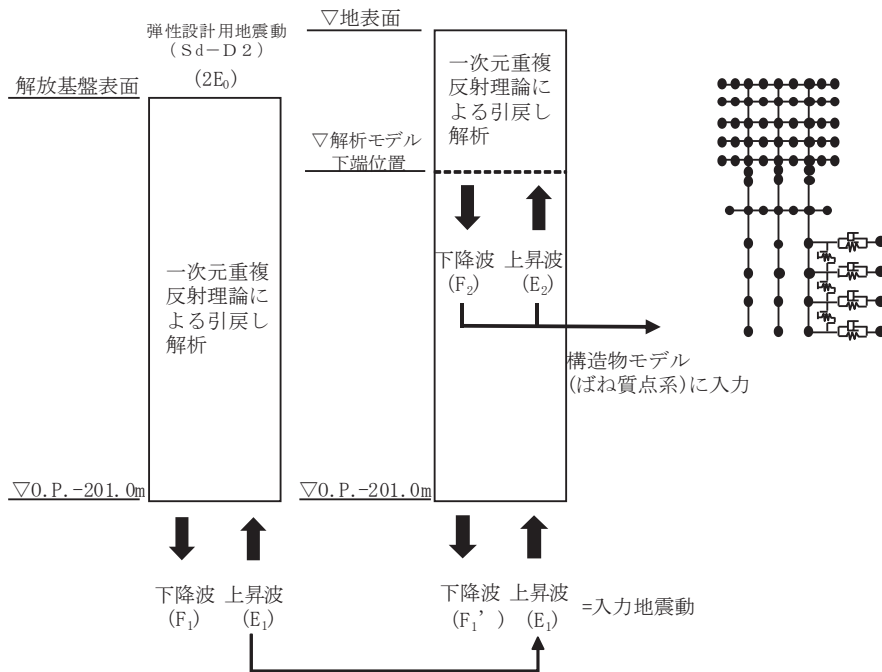 弾性設計用地震動
(Sd-D2)
(2E₀)
解放基盤表面
一次元重複
反射理論に
よる引戻し
解析
▽O.P.-201.0m
下降波
(F₁)
上昇波
(E₁)
▽地表面
一次元重複
反射理論に
よる引戻し
解析
▽解析モデル
下端位置
下降波
(F₂)
上昇波
(E₂)
構造物モデル
(ばね質点系)に入力
▽O.P.-201.0m
下降波
(F₁’)
上昇波
(E₁)
=入力地震動